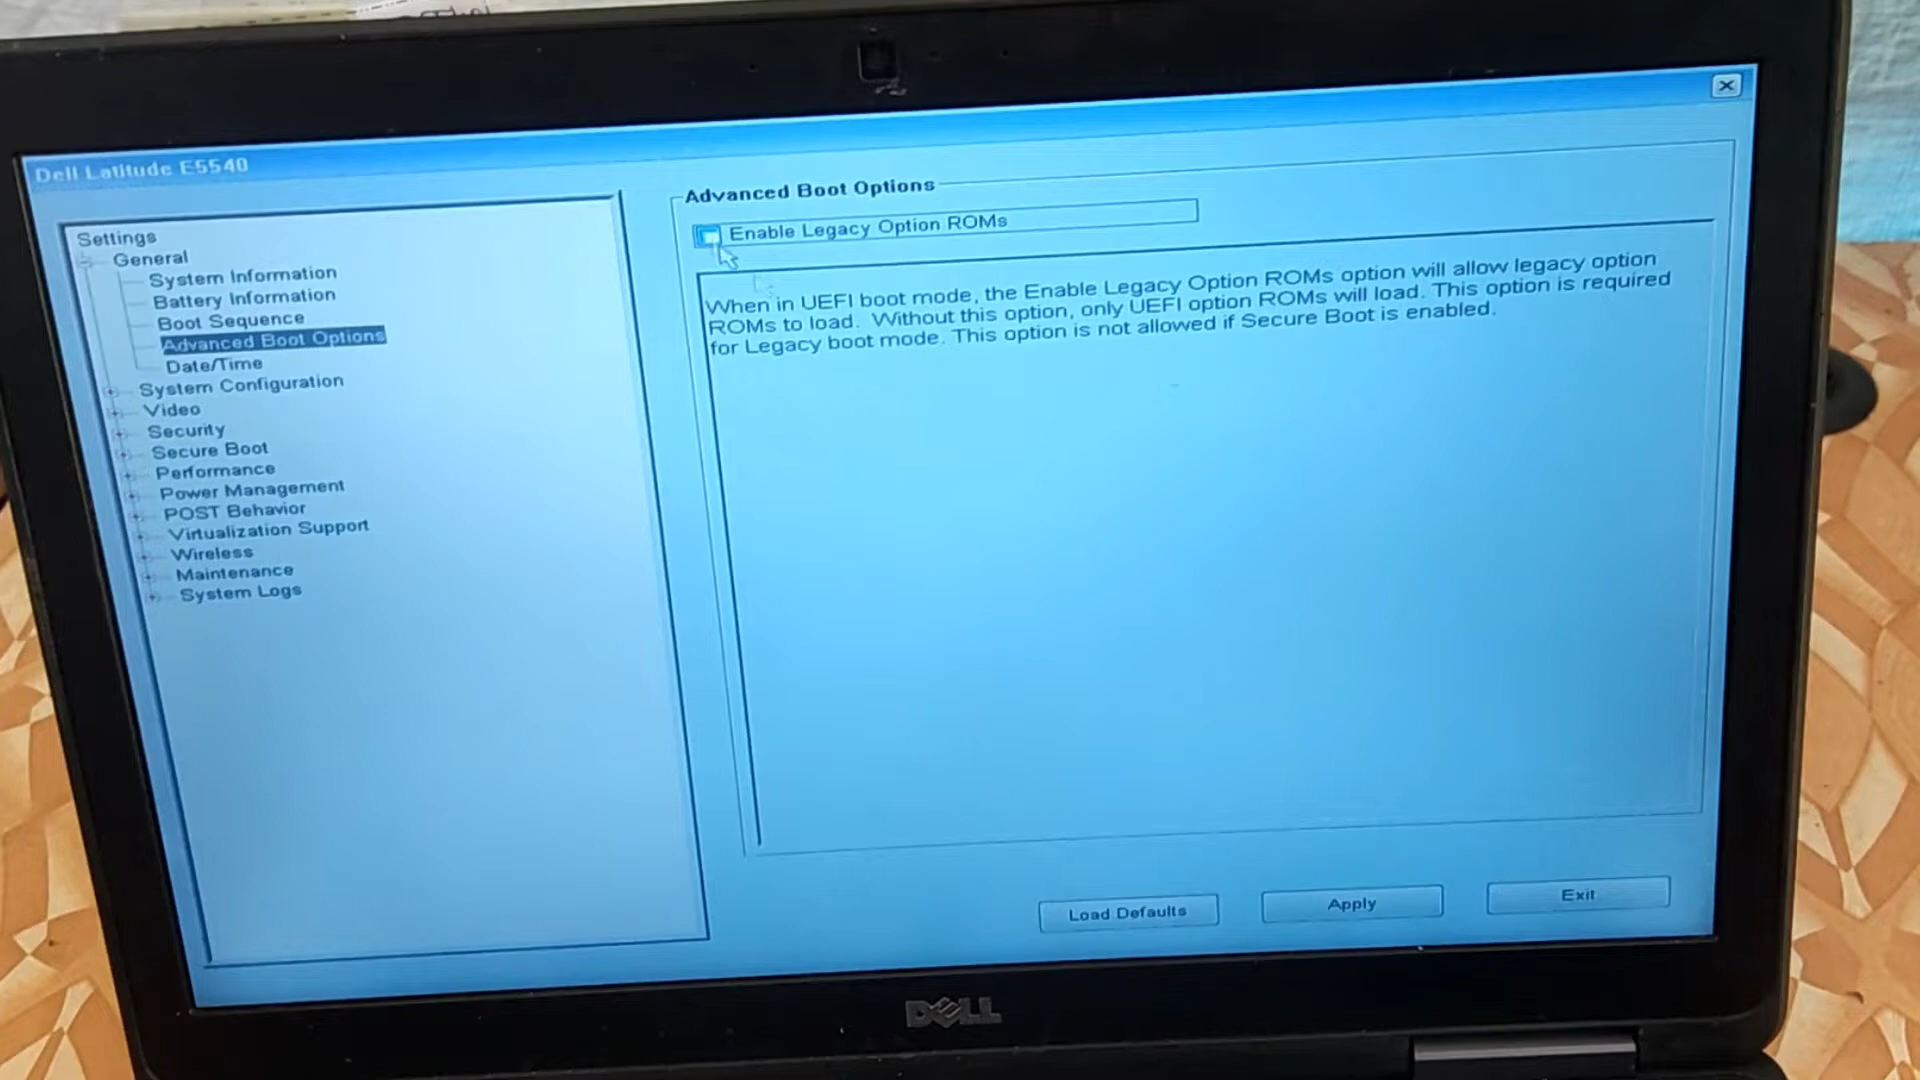 Dell Latitude E5540
Settings
General
System Information
Battery Information
Boot Sequence
Advanced Boot Options
Date/Time
System Configuration
Video
Security
Secure Boot
Performance
Power Management
POST Behavior
Virtualization Support
Wireless
Maintenance
System Logs
Advanced Boot Options
Enable Legacy Option ROMs
When in UEFI boot mode, the Enable Legacy Option ROMs option will allow legacy option
ROMs to load. Without this option, only UEFI option ROMs will load. This option is required
for Legacy boot mode. This option is not allowed if Secure Boot is enabled.
Load Defaults
Apply
Exit
DELL